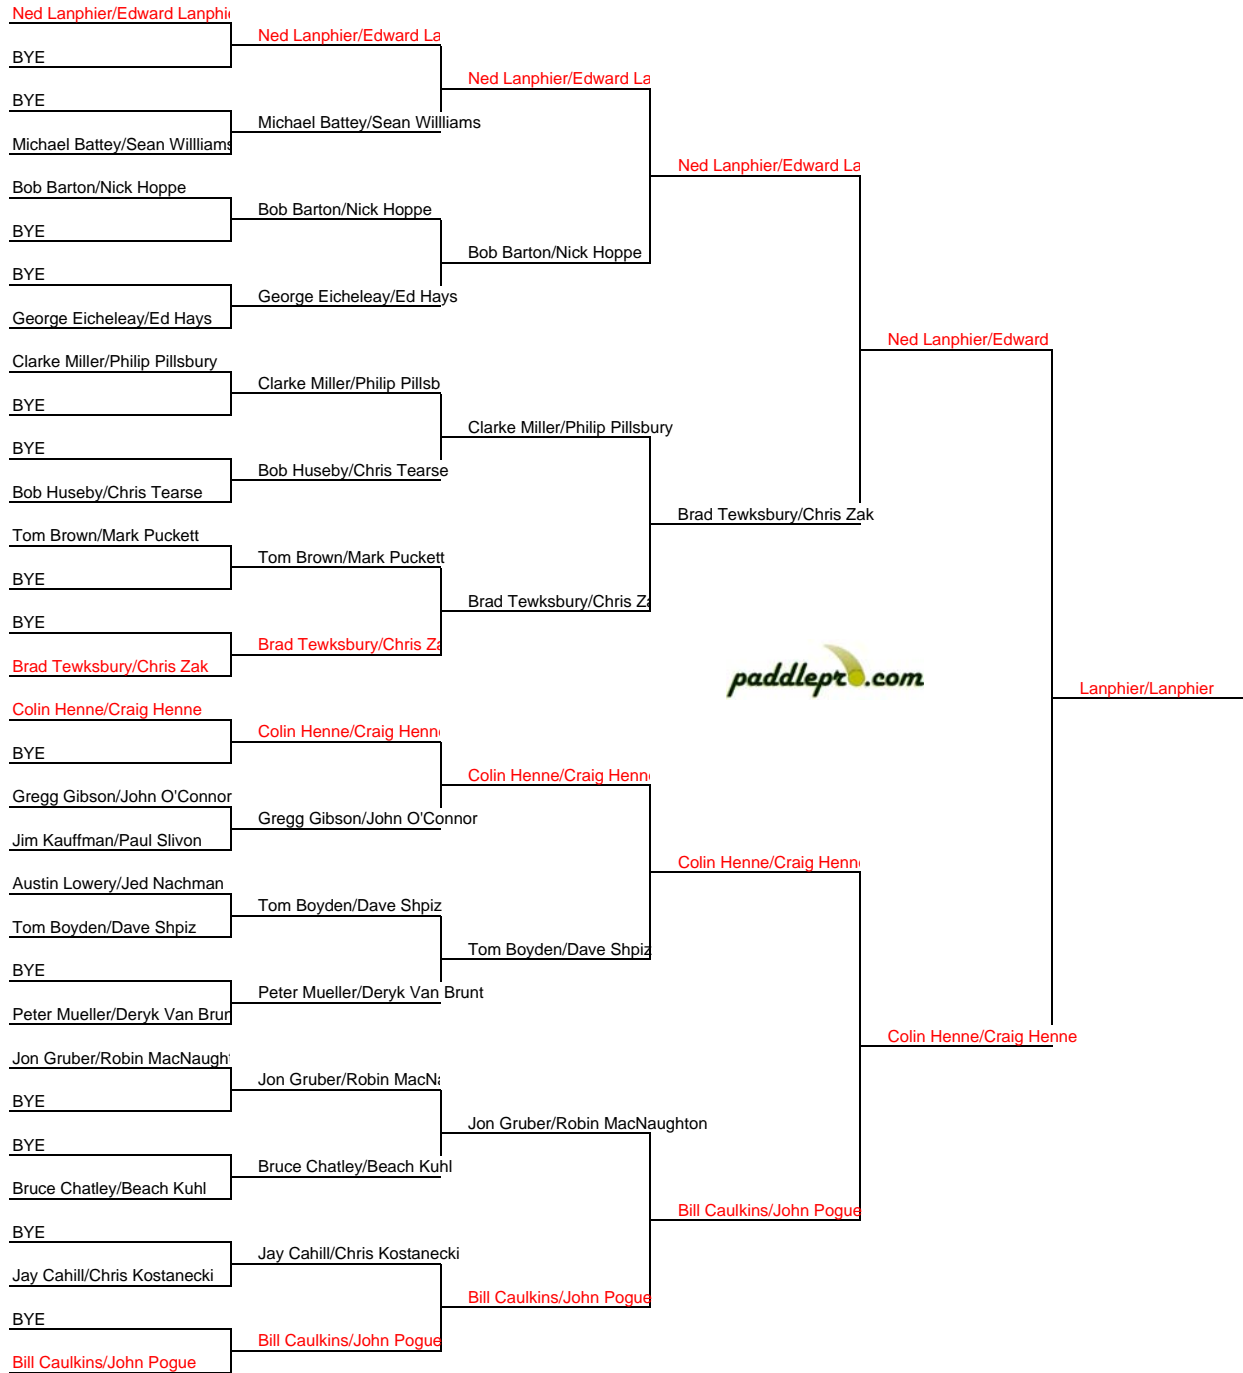 Ned Lanphier/Edward Lanphi
BYE
BYE
Michael Battey/Sean Willliams
Bob Barton/Nick Hoppe
BYE
BYE
George Eicheleay/Ed Hays
Clarke Miller/Philip Pillsbury
BYE
BYE
Bob Huseby/Chris Tearse
Tom Brown/Mark Puckett
BYE
BYE
Brad Tewksbury/Chris Zak
Colin Henne/Craig Henne
BYE
Gregg Gibson/John O'Connor
Jim Kauffman/Paul Slivon
Austin Lowery/Jed Nachman
Tom Boyden/Dave Shpiz
BYE
Peter Mueller/Deryk Van Brun
Jon Gruber/Robin MacNaugh
BYE
BYE
Bruce Chatley/Beach Kuhl
BYE
Jay Cahill/Chris Kostanecki
BYE
Bill Caulkins/John Pogue
Ned Lanphier/Edward La
Michael Battey/Sean Willliams
Bob Barton/Nick Hoppe
George Eicheleay/Ed Hays
Clarke Miller/Philip Pillsb
Bob Huseby/Chris Tearse
Tom Brown/Mark Puckett
Brad Tewksbury/Chris Za
Colin Henne/Craig Henn
Gregg Gibson/John O'Connor
Tom Boyden/Dave Shpiz
Peter Mueller/Deryk Van Brunt
Jon Gruber/Robin MacNa
Bruce Chatley/Beach Kuhl
Jay Cahill/Chris Kostanecki
Bill Caulkins/John Pogue
Ned Lanphier/Edward La
Bob Barton/Nick Hoppe
Clarke Miller/Philip Pillsbury
Brad Tewksbury/Chris Za
Colin Henne/Craig Henn
Tom Boyden/Dave Shpiz
Jon Gruber/Robin MacNaughton
Bill Caulkins/John Pogue
Ned Lanphier/Edward La
Brad Tewksbury/Chris Zak
Colin Henne/Craig Henn
Bill Caulkins/John Pogue
paddlepro.com
Ned Lanphier/Edward
Colin Henne/Craig Henne
Lanphier/Lanphier